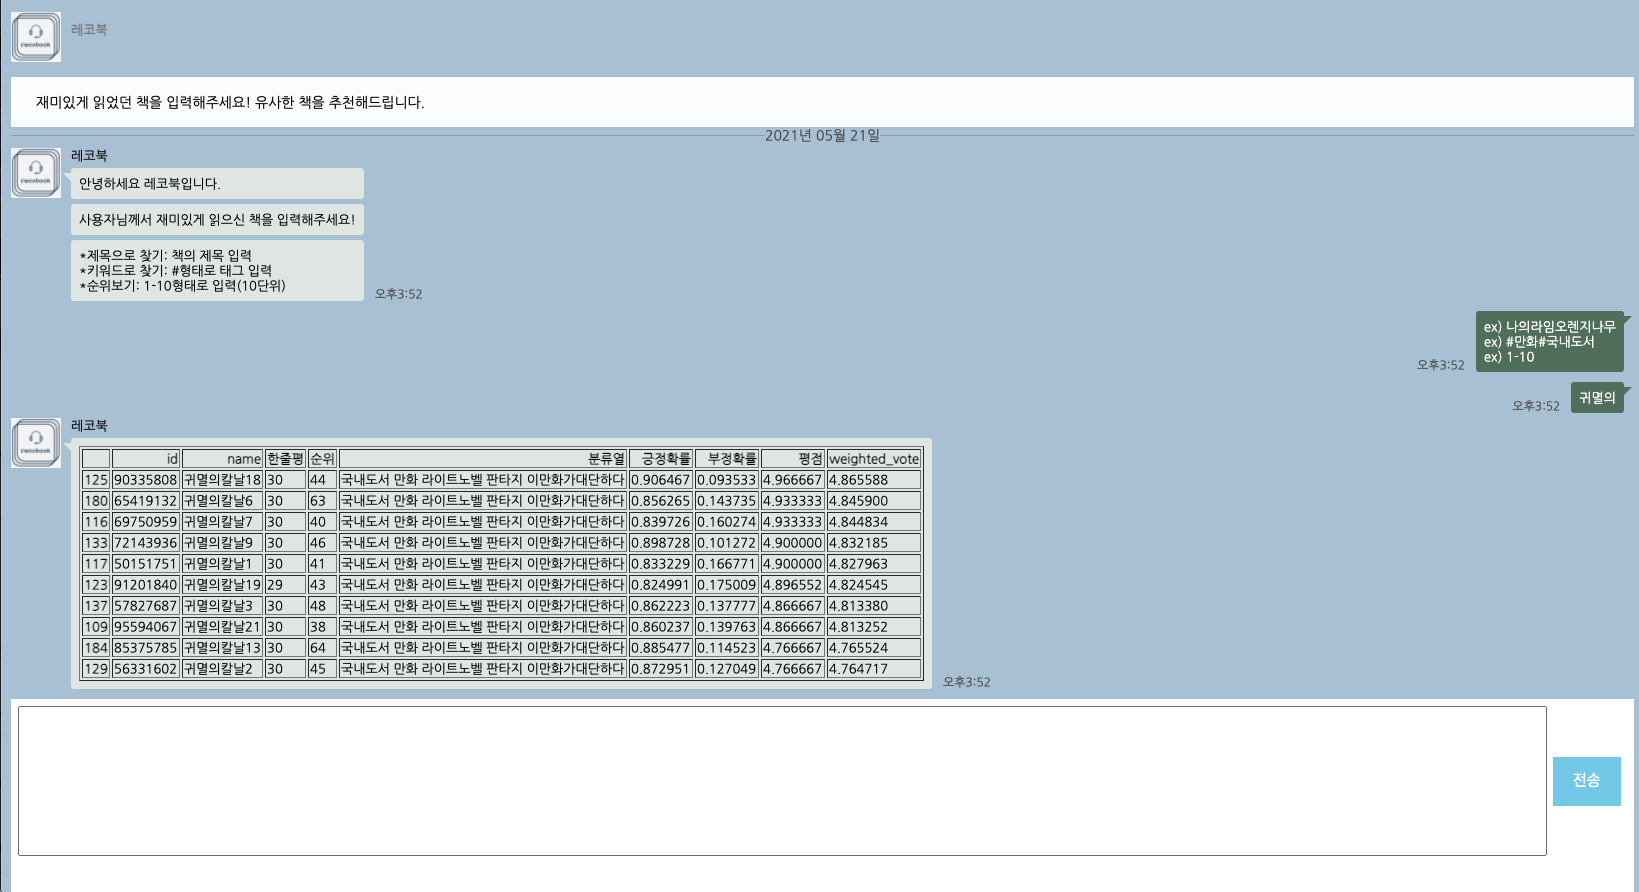 recobook
레코북
재미있게 읽었던 책을 입력해주세요! 유사한 책을 추천해드립니다.
2021년 05월 21일
recobook
레코북
안녕하세요 레코북입니다.
사용자님께서 재미있게 읽으신 책을 입력해주세요!
*제목으로 찾기: 책의 제목 입력
*키워드로 찾기: #형태로 태그 입력
*순위보기: 1-10형태로 입력(10단위)
오후3:52
ex) 나의라임오렌지나무
ex) #만화#국내도서
ex) 1-10
오후3:52
귀멸의
오후3:52
recobook
레코북
id name 한줄평 순위 분류열 긍정확률 부정확률 평점 weighted_vote
125 90335808 귀멸의칼날18 30 44 국내도서 만화 라이트노벨 판타지 이만화가대단하다 0.906467 0.093533 4.966667 4.865588
180 65419132 귀멸의칼날6 30 63 국내도서 만화 라이트노벨 판타지 이만화가대단하다 0.856265 0.143735 4.933333 4.845900
116 69750959 귀멸의칼날7 30 40 국내도서 만화 라이트노벨 판타지 이만화가대단하다 0.839726 0.160274 4.933333 4.844834
133 72143936 귀멸의칼날9 30 46 국내도서 만화 라이트노벨 판타지 이만화가대단하다 0.898728 0.101272 4.900000 4.832185
117 50151751 귀멸의칼날1 30 41 국내도서 만화 라이트노벨 판타지 이만화가대단하다 0.833229 0.166771 4.900000 4.827963
123 91201840 귀멸의칼날19 29 43 국내도서 만화 라이트노벨 판타지 이만화가대단하다 0.824991 0.175009 4.896552 4.824545
137 57827687 귀멸의칼날3 30 48 국내도서 만화 라이트노벨 판타지 이만화가대단하다 0.862223 0.137777 4.866667 4.813380
109 95594067 귀멸의칼날21 30 38 국내도서 만화 라이트노벨 판타지 이만화가대단하다 0.860237 0.139763 4.866667 4.813252
184 85375785 귀멸의칼날13 30 64 국내도서 만화 라이트노벨 판타지 이만화가대단하다 0.885477 0.114523 4.766667 4.765524
129 56331602 귀멸의칼날2 30 45 국내도서 만화 라이트노벨 판타지 이만화가대단하다 0.872951 0.127049 4.766667 4.764717
오후3:52
전송